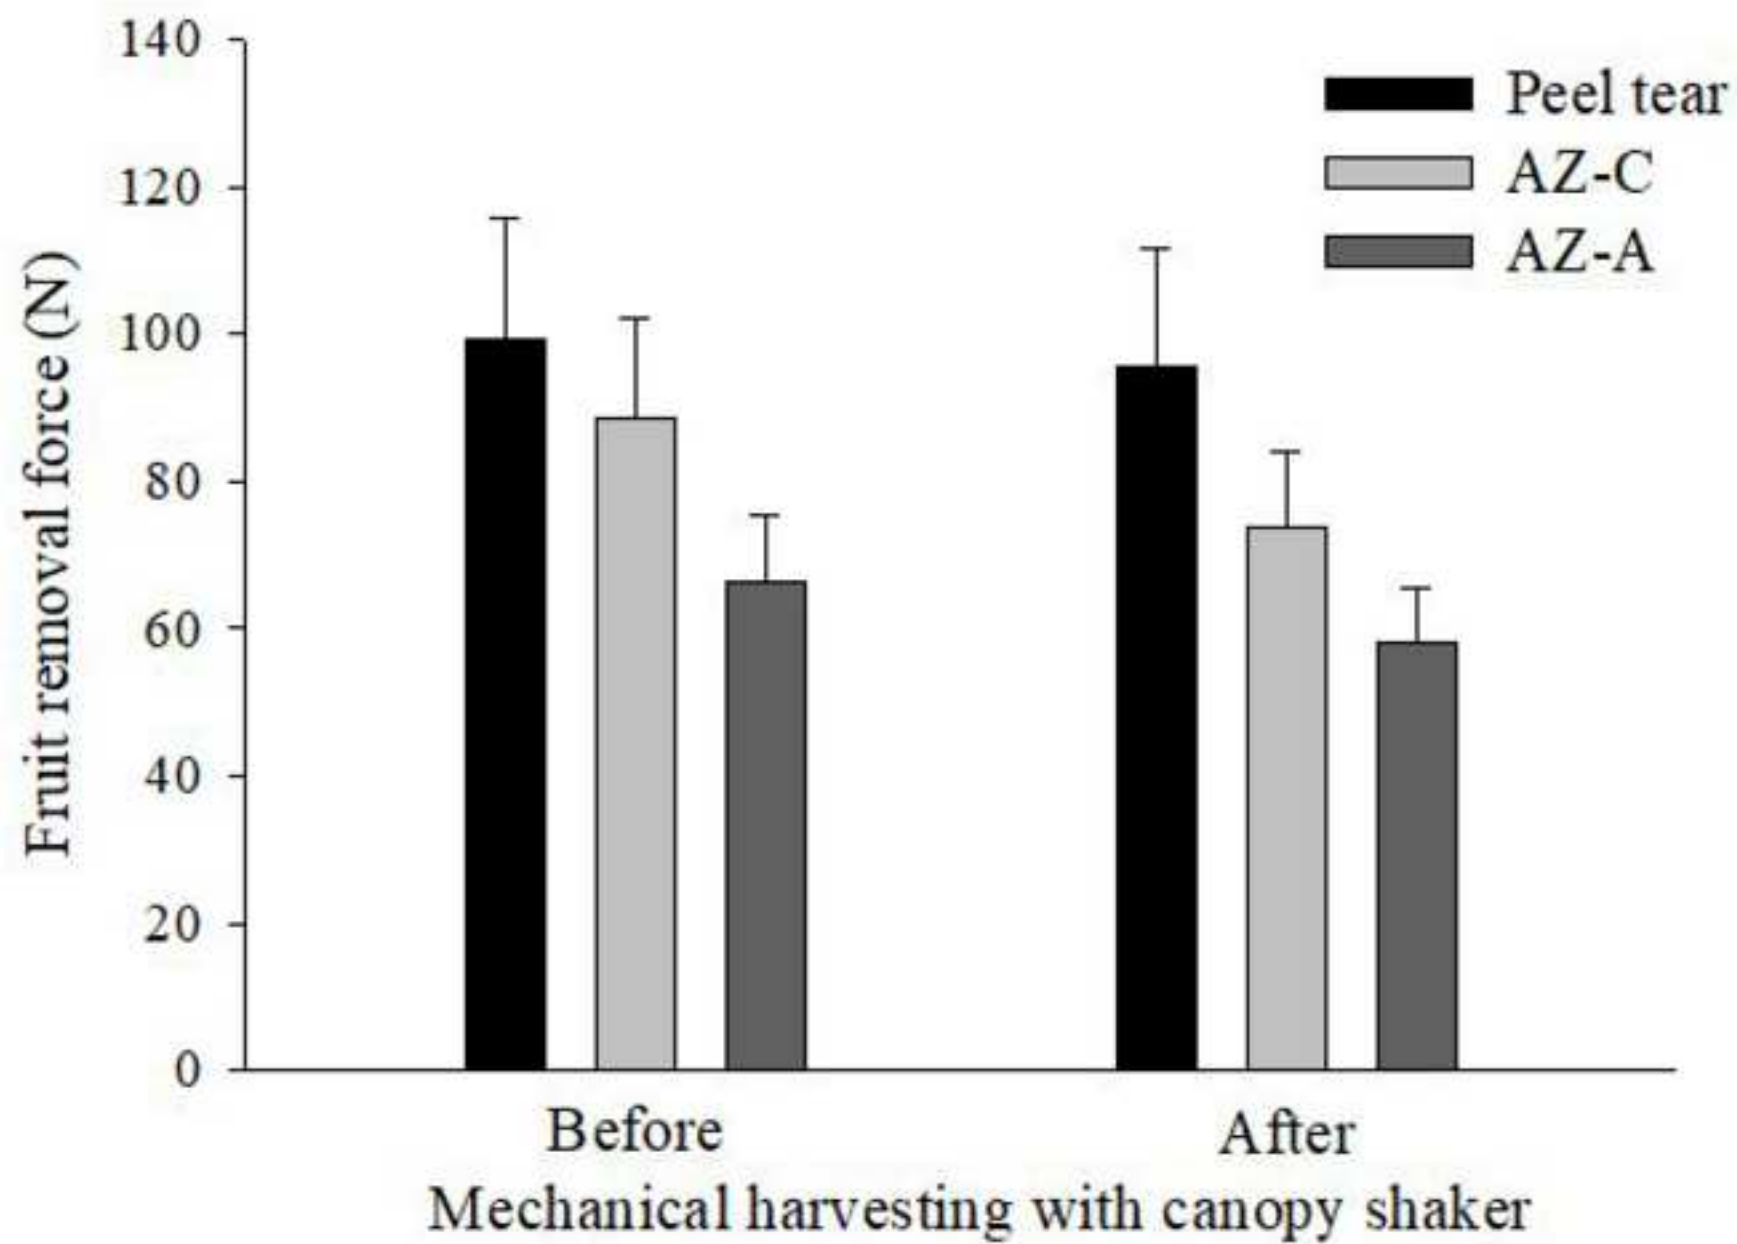 140
120
100
80
60
40
20
0
Fruit removal force (N)
Peel tear
AZ-C
AZ-A
Before
After
Mechanical harvesting with canopy shaker